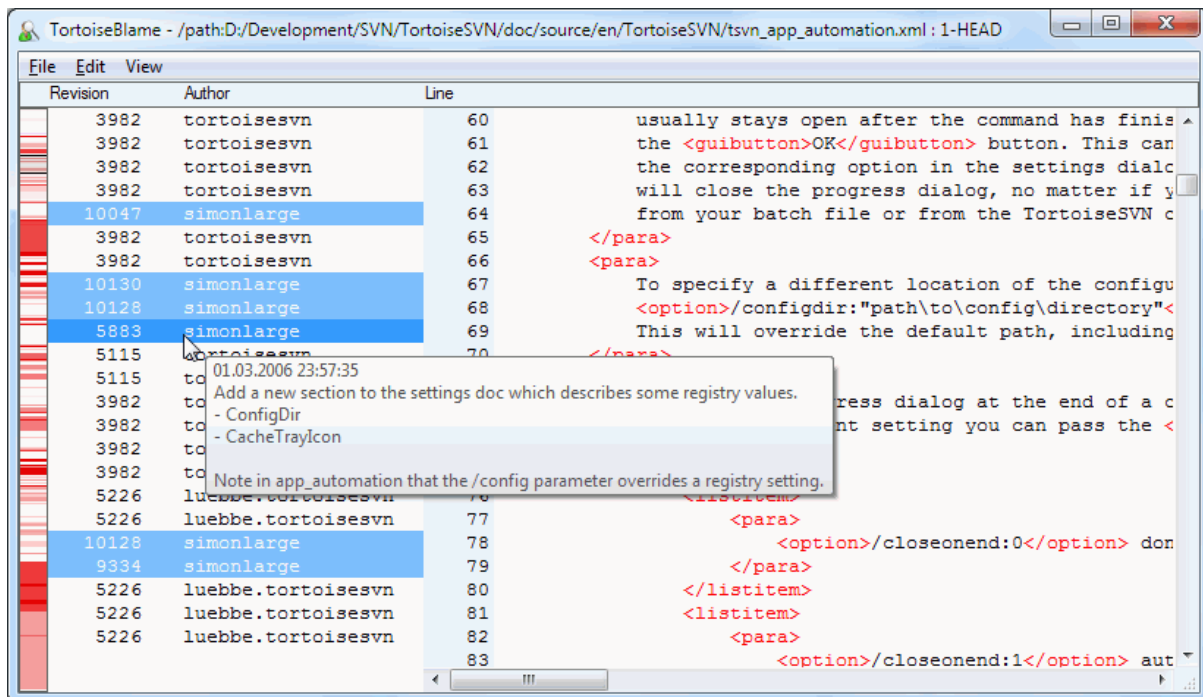 TortoiseBlame - /path:D:/Development/SVN/TortoiseSVN/doc/source/en/TortoiseSVN/tsvn_app_automation.xml : 1-HEAD
File Edit View
Revision Author Line
3982 tortoisesvn 60 usually stays open after the command has finis
3982 tortoisesvn 61 the <guibutton>OK</guibutton> button. This can
3982 tortoisesvn 62 the corresponding option in the settings dialo
3982 tortoisesvn 63 will close the progress dialog, no matter if y
10047 simonlarge 64 from your batch file or from the TortoiseSVN c
3982 tortoisesvn 65 </para>
3982 tortoisesvn 66 <para>
10130 simonlarge 67 To specify a different location of the configu
10128 simonlarge 68 <option>/configdir:"path\to\config\directory"<
5883 simonlarge 69 This will override the default path, including
5115 tortoisesvn 70 </para>
01.03.2006 23:57:35
5115 to
Add a new section to the settings doc which describes some registry values.
3982 to ress dialog at the end of a c
- ConfigDir
3982 to nt setting you can pass the <
- CacheTrayIcon
3982 to
3982 to
Note in app_automation that the /config parameter overrides a registry setting.
5226 luebbe.tortoisesvn 76 <listitem>
5226 luebbe.tortoisesvn 77 <para>
10128 simonlarge 78 <option>/closeonend:0</option> don
9334 simonlarge 79 </para>
5226 luebbe.tortoisesvn 80 </listitem>
5226 luebbe.tortoisesvn 81 <listitem>
5226 luebbe.tortoisesvn 82 <para>
83 <option>/closeonend:1</option> aut